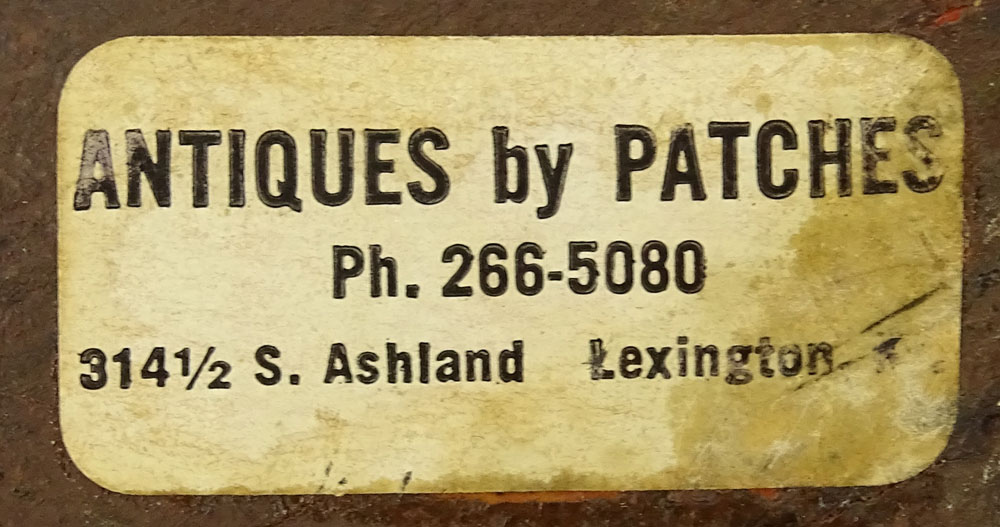 ANTIQUES by PATCHES
Ph. 266-5080
314½ S. Ashland Lexington